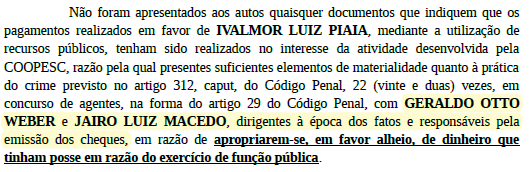 Não foram apresentados aos autos quaisquer documentos que indiquem que os
pagamentos realizados em favor de IVALMOR LUIZ PIAIA, mediante a utilização de
recursos públicos, tenham sido realizados no interesse da atividade desenvolvida pela
COOPESC, razão pela qual presentes suficientes elementos de materialidade quanto à prática
do crime previsto no artigo 312, caput, do Código Penal, 22 (vinte e duas) vezes, em
concurso de agentes, na forma do artigo 29 do Código Penal, com GERALDO OTTO
WEBER e JAIRO LUIZ MACEDO, dirigentes à época dos fatos e responsáveis pela
emissão dos cheques, em razão de apropriarem-se, em favor alheio, de dinheiro que
tinham posse em razão do exercício de função pública.